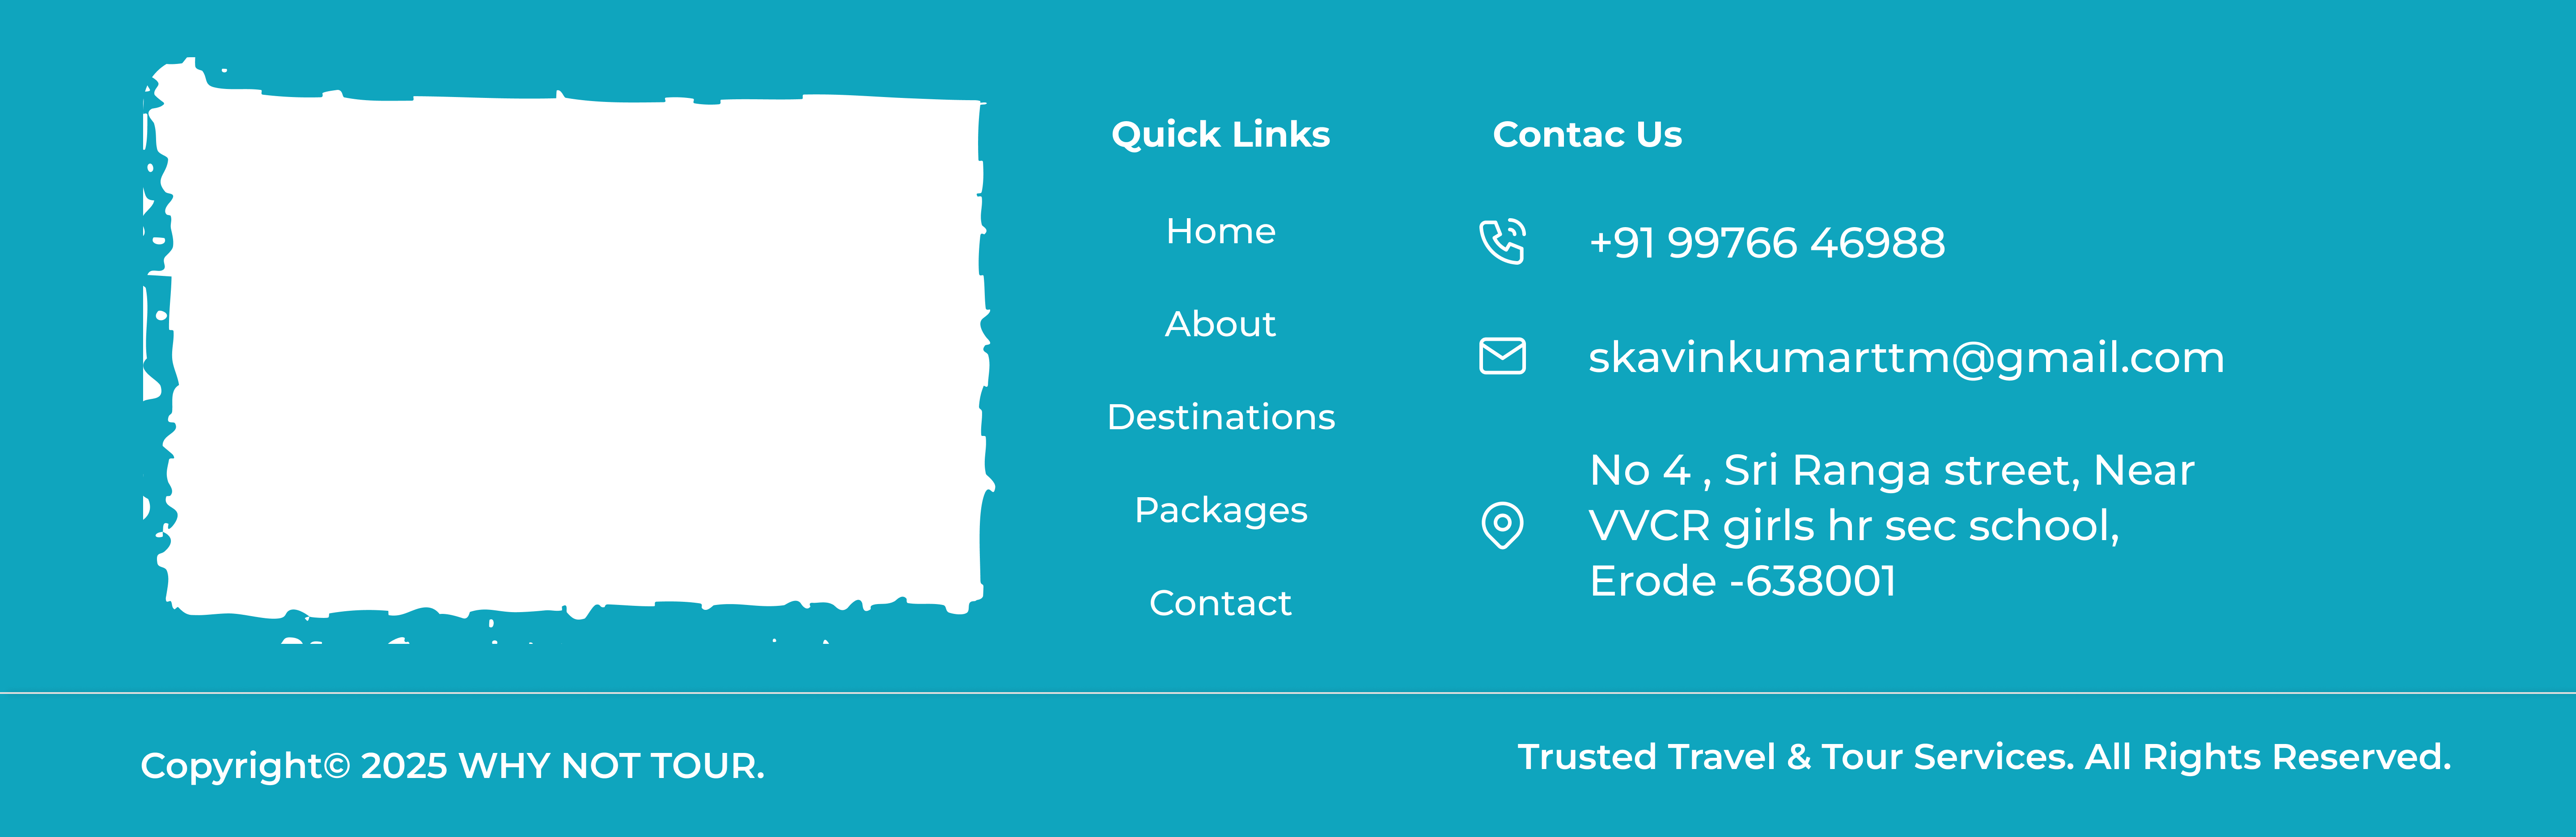 Quick Links
Home
About
Destinations
Packages
Contact
Contac Us
+91 99766 46988
skavinkumarttm@gmail.com
No 4 , Sri Ranga street, Near
VVCR girls hr sec school,
Erode -638001
Copyright© 2025 WHY NOT TOUR.
Trusted Travel & Tour Services. All Rights Reserved.